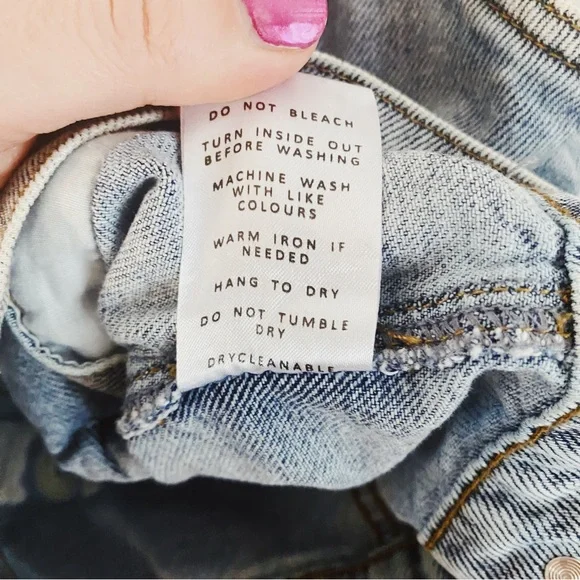 DO NOT BLEACH
TURN INSIDE OUT
BEFORE WASHING
MACHINE WASH
WITH LIKE
COLOURS
WARM IRON IF
NEEDED
HANG TO DRY
DO NOT TUMBLE
DRY
DRYCLEANABLE